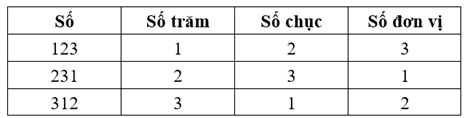 Số Số trăm Số chục Số đơn vị
123 1 2 3
231 2 3 1
312 3 1 2